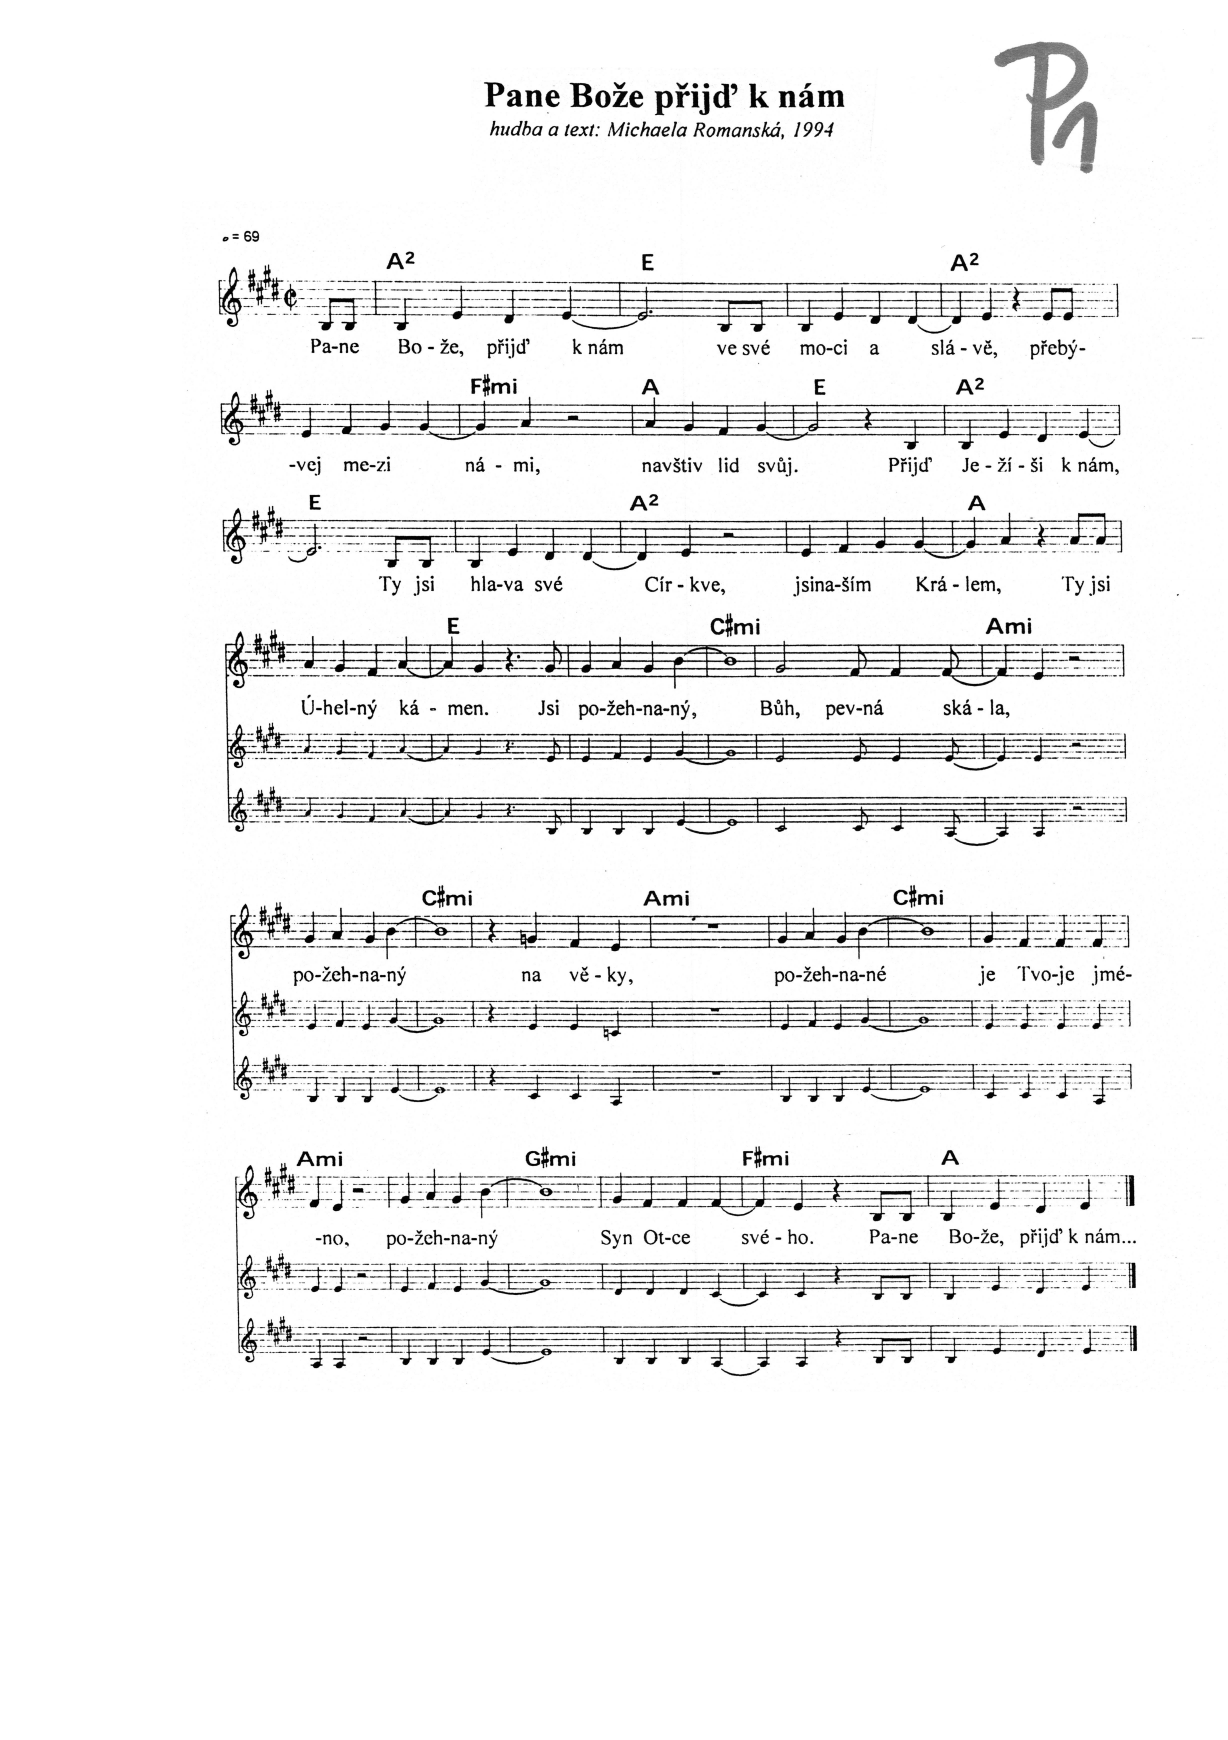 Pane Bože přijď k nám
P1
hudba a text: Michaela Romanská, 1994
= 69
A2 E A2
Pa-ne Bo - že, přijď k nám ve své mo-ci a slá - vě, přebý-
F#mi A E A2
-vej me-zi ná - mi, navštiv lid svůj. Přijď Je - ží - ši k nám,
E A2 A
Ty jsi hla-va své Cír - kve, jsina-ším Krá - lem, Ty jsi
E C#mi Ami
Ú-hel-ný ká - men. Jsi po-žeh-na-ný, Bůh, pev-ná ská - la,
C#mi Ami C#mi
po-žeh-na-ný na vě - ky, po-žeh-na-né je Tvo-je jmé-
Ami G#mi F#mi A
-no, po-žeh-na-ný Syn Ot-ce své - ho. Pa-ne Bo-že, přijď k nám...